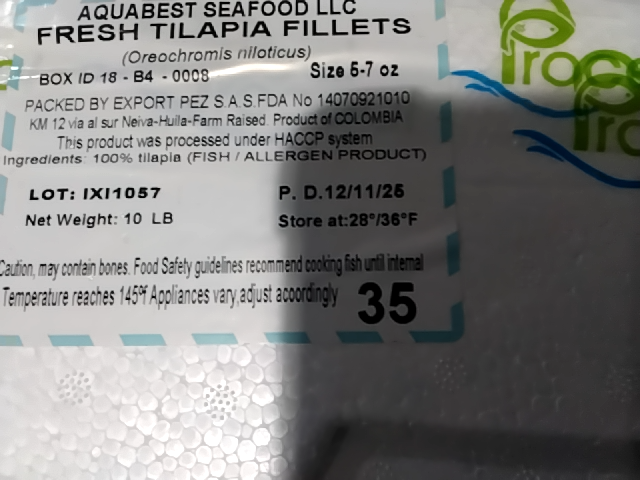 AQUABEST SEAFOOD LLC
FRESH TILAPIA FILLETS
(Oreochromis niloticus)
BOX ID 18 - B4 - 0008 Size 5-7 oz
PACKED BY EXPORT PEZ S.A.S.FDA No 14070921010
KM 12 via al sur Neiva-Huila-Farm Raised. Product of COLOMBIA
This product was processed under HACCP system
Ingredients: 100% tilapia (FISH / ALLERGEN PRODUCT)
LOT: IXI1057 P. D.12/11/25
Net Weight: 10 LB Store at:28°/36°F
Caution, may contain bones. Food Safety guidelines recommend cooking fish until internal
Temperature reaches 145°f Appliances vary,adjust accordingly 35